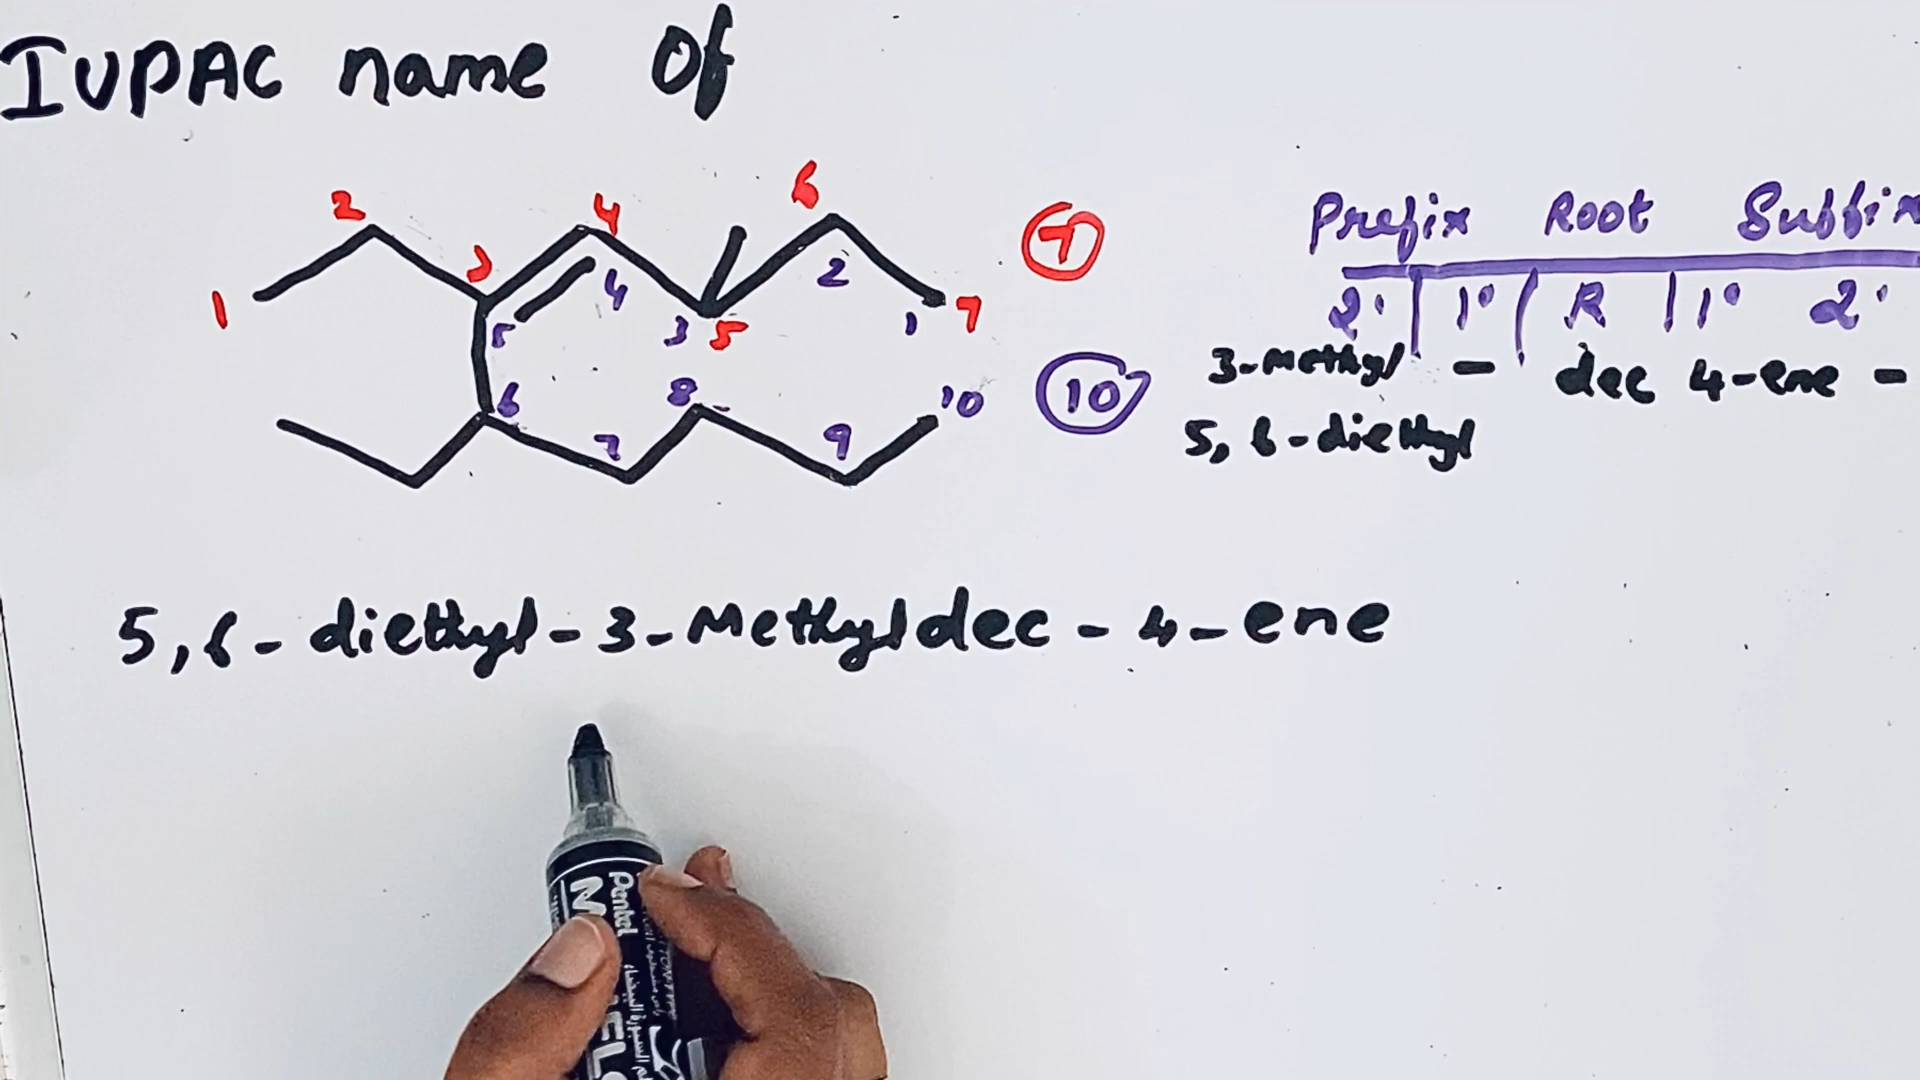 IUPAC name of
2 4 6
1 3 7
5 4 3 5 2 1
7
Prefix Root Suffix
2° 1° R 1° 2°
6 7 8 9 10
10
3-methyl - dec 4-ene -
5, 6-diethyl
5,6-diethyl-3-Methyldec-4-ene
Pentel